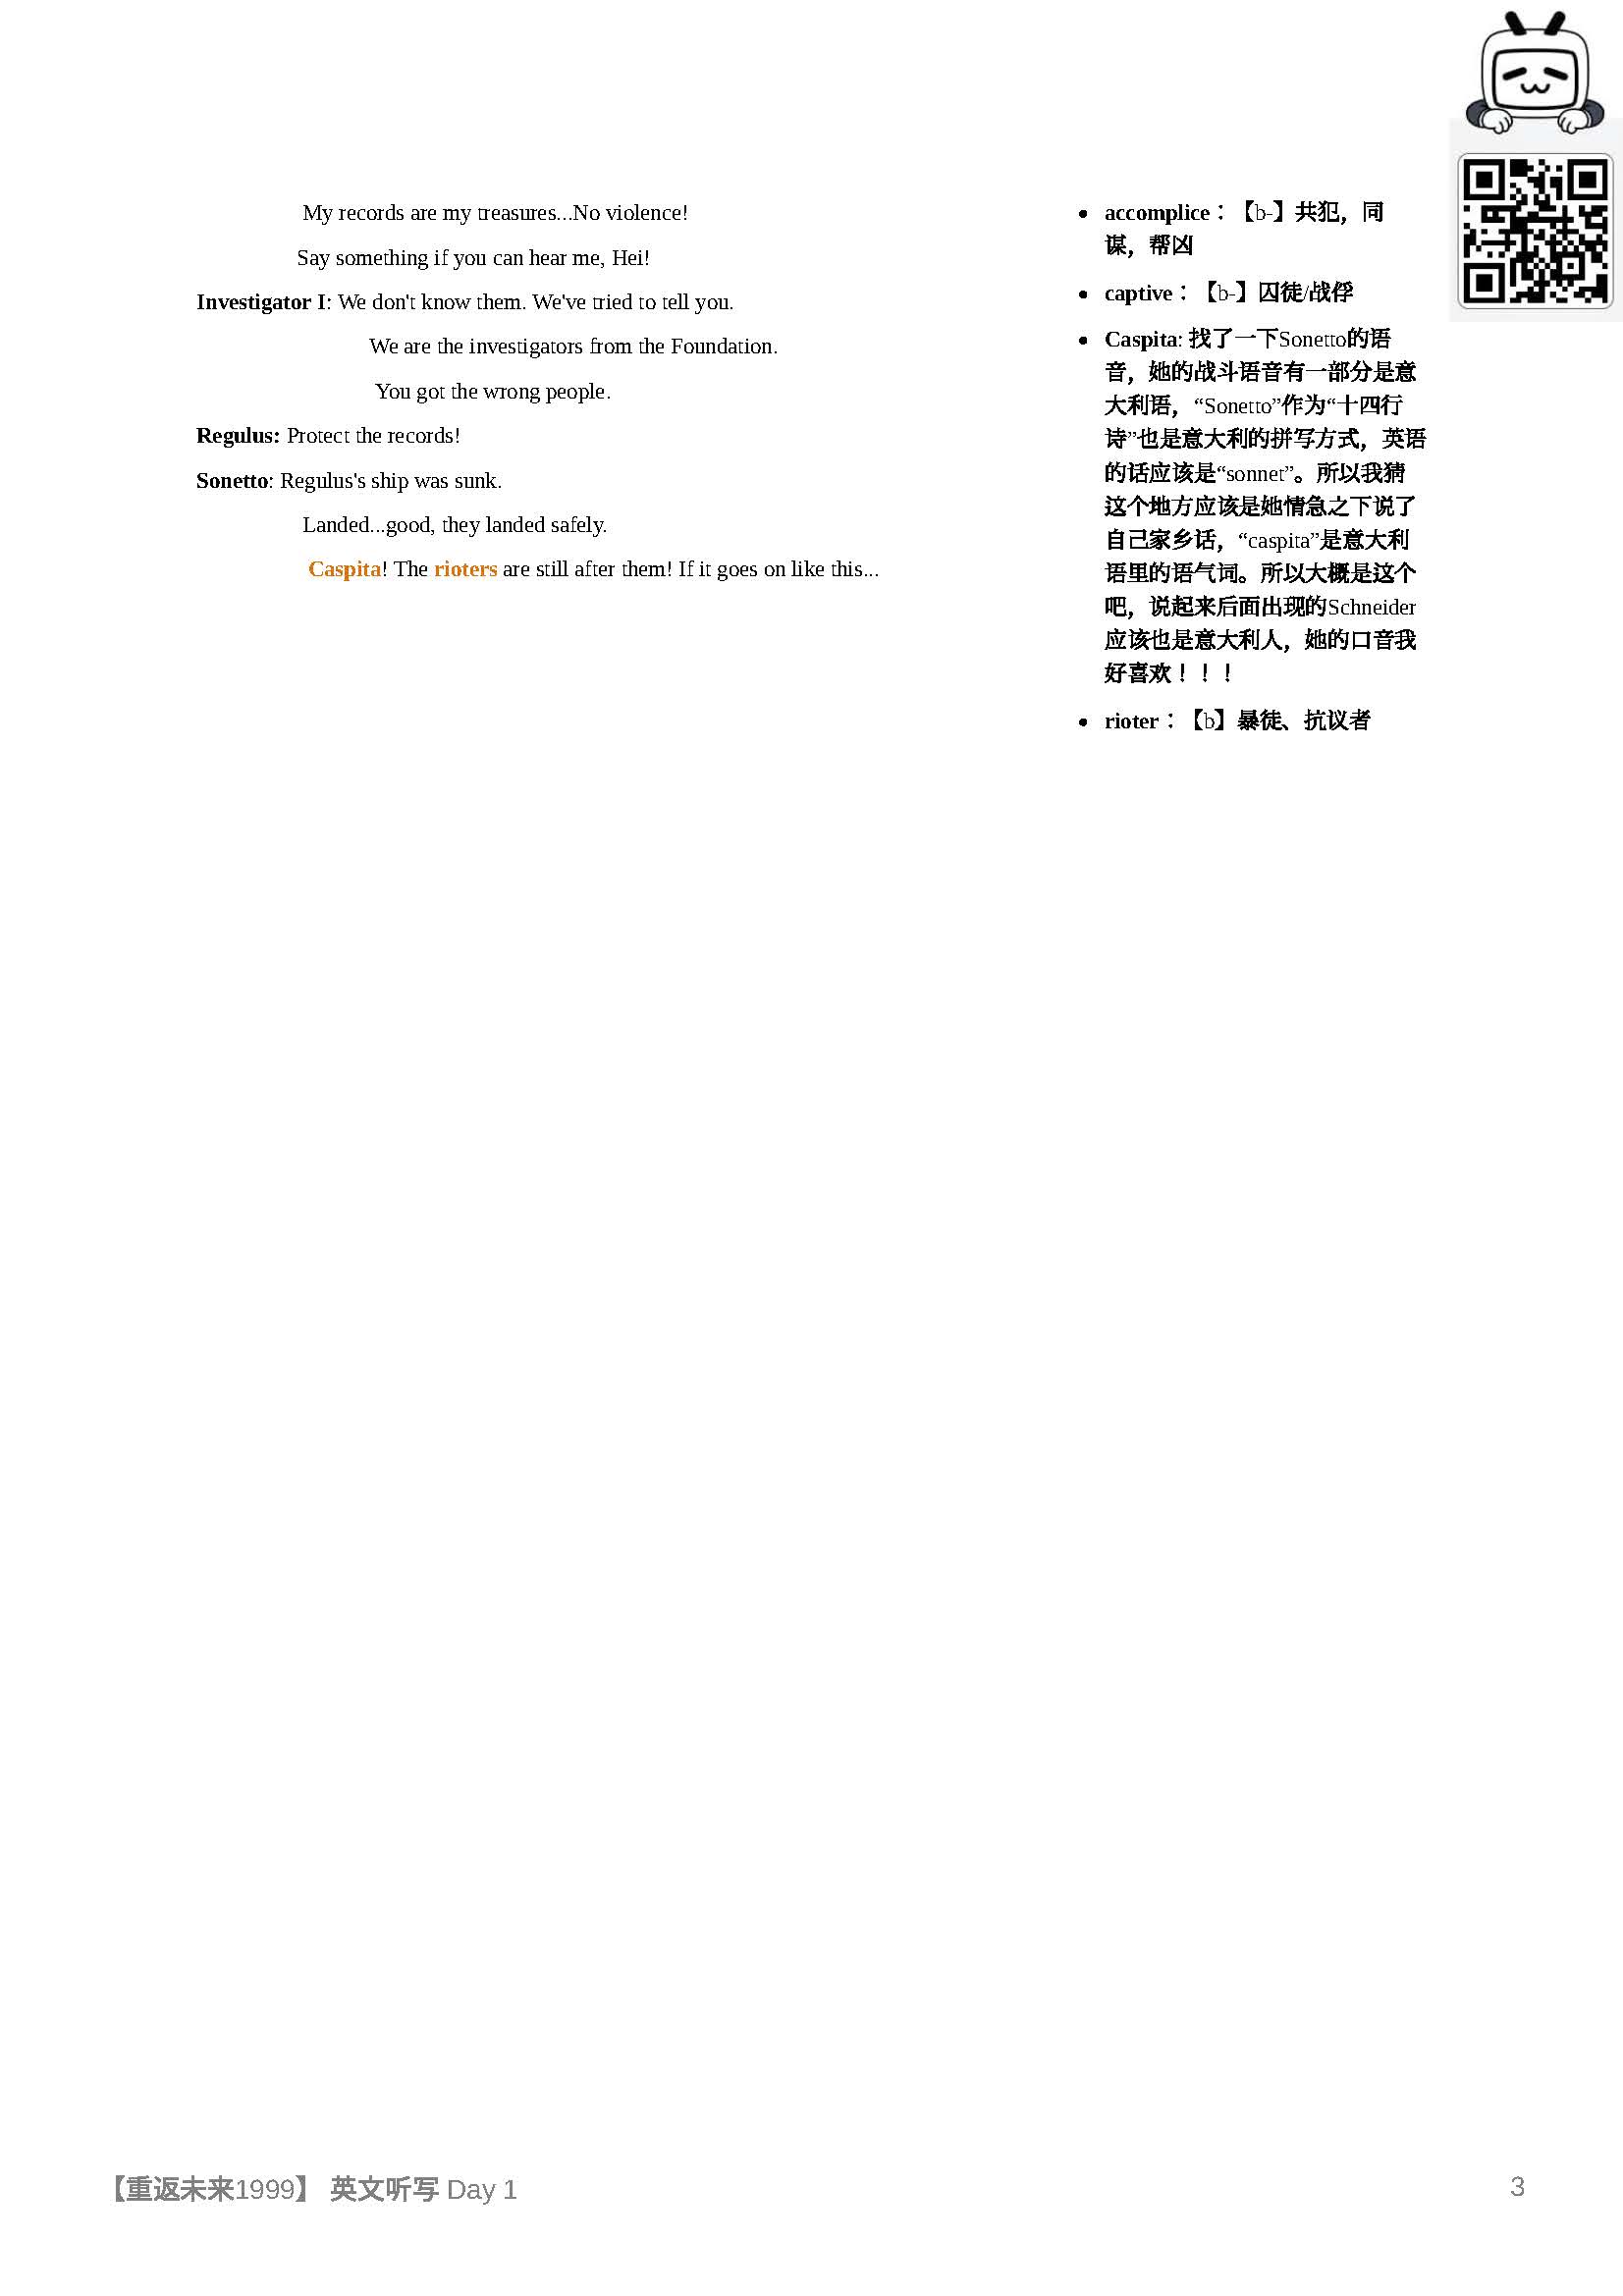 My records are my treasures...No violence!
Say something if you can hear me, Hei!
Investigator I: We don't know them. We've tried to tell you.
We are the investigators from the Foundation.
You got the wrong people.
Regulus: Protect the records!
Sonetto: Regulus's ship was sunk.
Landed...good, they landed safely.
Caspita! The rioters are still after them! If it goes on like this...
accomplice：【b-】共犯，同
谋，帮凶
captive：【b-】囚徒/战俘
Caspita: 找了一下Sonetto的语
音，她的战斗语音有一部分是意
大利语，“Sonetto”作为“十四行
诗”也是意大利的拼写方式，英语
的话应该是“sonnet”。所以我猜
这个地方应该是她情急之下说了
自己家乡话，“caspita”是意大利
语里的语气词。所以大概是这个
吧，说起来后面出现的Schneider
应该也是意大利人，她的口音我
好喜欢！！！
rioter：【b】暴徒、抗议者
【重返未来1999】 英文听写 Day 1
3